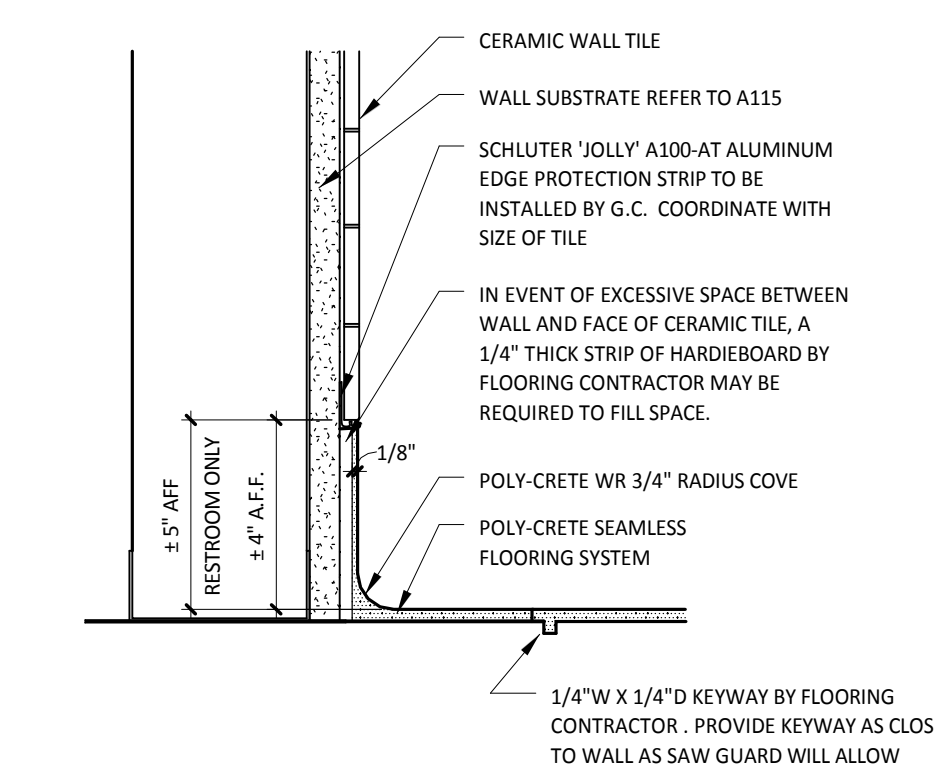 CERAMIC WALL TILE
WALL SUBSTRATE REFER TO A115
SCHLUTER 'JOLLY' A100-AT ALUMINUM
EDGE PROTECTION STRIP TO BE
INSTALLED BY G.C. COORDINATE WITH
SIZE OF TILE
IN EVENT OF EXCESSIVE SPACE BETWEEN
WALL AND FACE OF CERAMIC TILE, A
1/4" THICK STRIP OF HARDIEBOARD BY
FLOORING CONTRACTOR MAY BE
REQUIRED TO FILL SPACE.
± 5" AFF
RESTROOM ONLY
± 4" A.F.F.
1/8"
POLY-CRETE WR 3/4" RADIUS COVE
POLY-CRETE SEAMLESS
FLOORING SYSTEM
1/4"W X 1/4"D KEYWAY BY FLOORING
CONTRACTOR . PROVIDE KEYWAY AS CLOS
TO WALL AS SAW GUARD WILL ALLOW